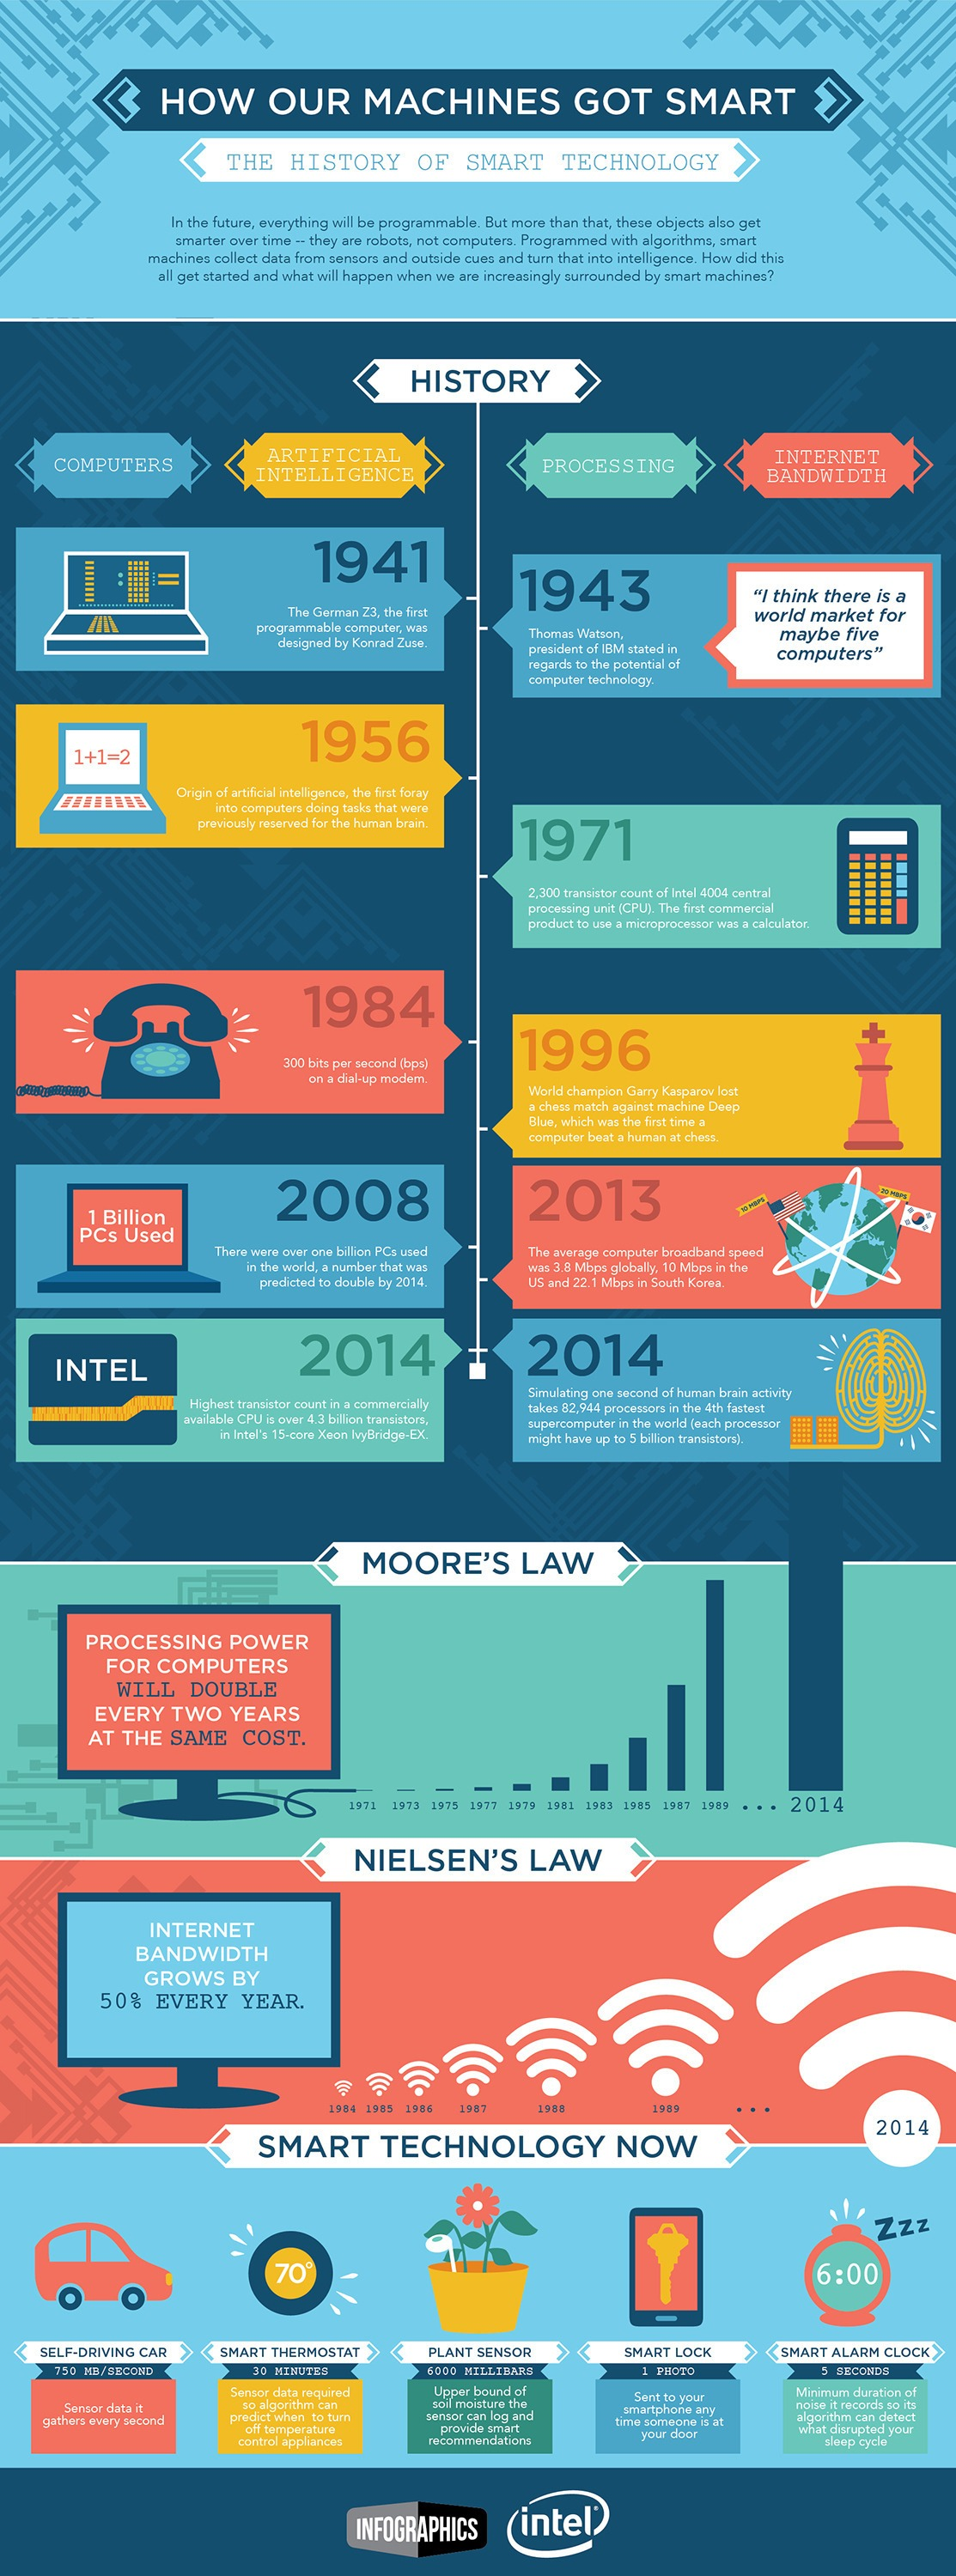 HOW OUR MACHINES GOT SMART
THE HISTORY OF SMART TECHNOLOGY
In the future, everything will be programmable. But more than that, these objects also get
smarter over time -- they are robots, not computers. Programmed with algorithms, smart
machines collect data from sensors and outside cues and turn that into intelligence. How did this
all get started and what will happen when we are increasingly surrounded by smart machines?
HISTORY
COMPUTERS
ARTIFICIAL
INTELLIGENCE
PROCESSING
INTERNET
BANDWIDTH
1941
The German Z3, the first
programmable computer, was
designed by Konrad Zuse.
1943
Thomas Watson,
president of IBM stated in
regards to the potential of
computer technology.
“I think there is a
world market for
maybe five
computers”
1+1=2
1956
Origin of artificial intelligence, the first foray
into computers doing tasks that were
previously reserved for the human brain.
1971
2,300 transistor count of Intel 4004 central
processing unit (CPU). The first commercial
product to use a microprocessor was a calculator.
1984
300 bits per second (bps)
on a dial-up modem.
1996
World champion Garry Kasparov lost
a chess match against machine Deep
Blue, which was the first time a
computer beat a human at chess.
1 Billion
PCs Used
2008
There were over one billion PCs used
in the world, a number that was
predicted to double by 2014.
2013
The average computer broadband speed
was 3.8 Mbps globally, 10 Mbps in the
US and 22.1 Mbps in South Korea.
10 MBPS
20 MBPS
INTEL
2014
Highest transistor count in a commercially
available CPU is over 4.3 billion transistors,
in Intel's 15-core Xeon IvyBridge-EX.
2014
Simulating one second of human brain activity
takes 82,944 processors in the 4th fastest
supercomputer in the world (each processor
might have up to 5 billion transistors).
MOORE'S LAW
PROCESSING POWER
FOR COMPUTERS
WILL DOUBLE
EVERY TWO YEARS
AT THE SAME COST.
1971 1973 1975 1977 1979 1981 1983 1985 1987 1989 ... 2014
NIELSEN'S LAW
INTERNET
BANDWIDTH
GROWS BY
50% EVERY YEAR.
1984 1985 1986 1987 1988 1989 ...
2014
SMART TECHNOLOGY NOW
70°
6:00
Zzz
SELF-DRIVING CAR
750 MB/SECOND
Sensor data it
gathers every second
SMART THERMOSTAT
30 MINUTES
Sensor data required
so algorithm can
predict when to turn
off temperature
control appliances
PLANT SENSOR
6000 MILLIBARS
Upper bound of
soil moisture the
sensor can log and
provide smart
recommendations
SMART LOCK
1 PHOTO
Sent to your
smartphone any
time someone is at
your door
SMART ALARM CLOCK
5 SECONDS
Minimum duration of
noise it records so its
algorithm can detect
what disrupted your
sleep cycle
INFOGRAPHICS
intel®